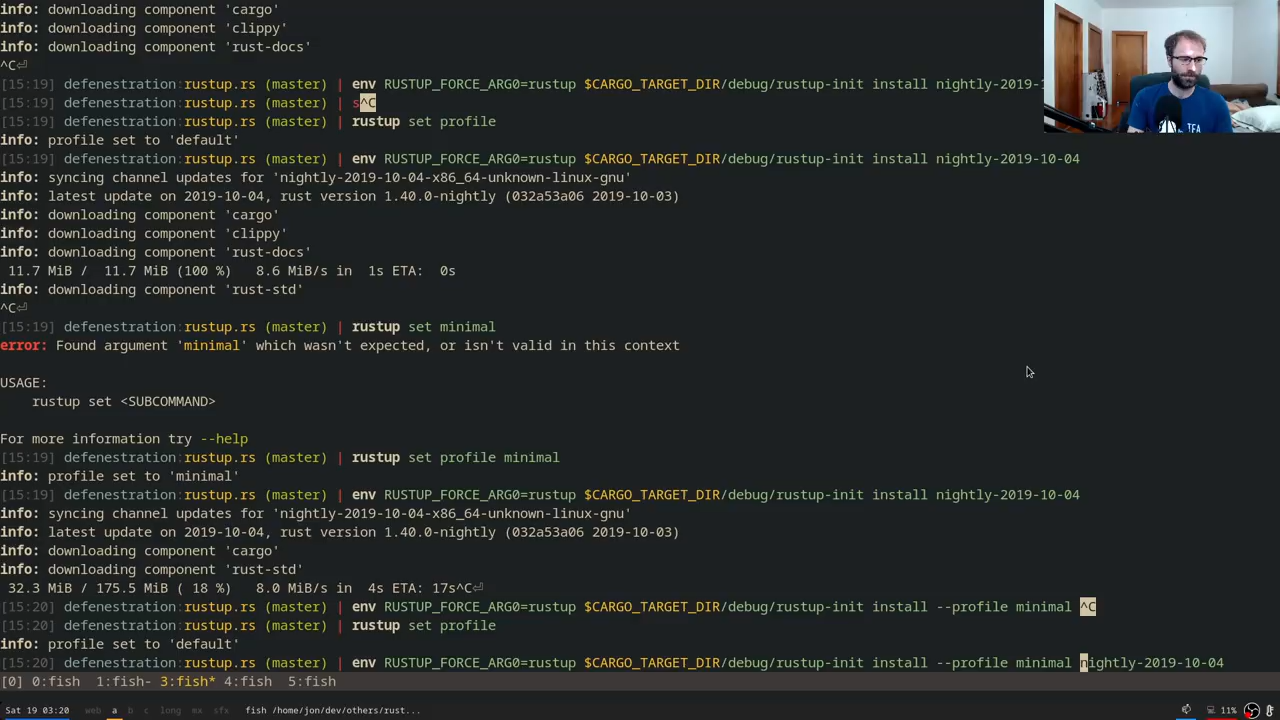 info: downloading component 'cargo'
info: downloading component 'clippy'
info: downloading component 'rust-docs'
^C⏎
[15:19] defenestration:rustup.rs (master) | env RUSTUP_FORCE_ARG0=rustup $CARGO_TARGET_DIR/debug/rustup-init install nightly-2019-
[15:19] defenestration:rustup.rs (master) | s^C
[15:19] defenestration:rustup.rs (master) | rustup set profile
info: profile set to 'default'
[15:19] defenestration:rustup.rs (master) | env RUSTUP_FORCE_ARG0=rustup $CARGO_TARGET_DIR/debug/rustup-init install nightly-2019-10-04
info: syncing channel updates for 'nightly-2019-10-04-x86_64-unknown-linux-gnu'
info: latest update on 2019-10-04, rust version 1.40.0-nightly (032a53a06 2019-10-03)
info: downloading component 'cargo'
info: downloading component 'clippy'
info: downloading component 'rust-docs'
 11.7 MiB /  11.7 MiB (100 %)   8.6 MiB/s in  1s ETA:  0s
info: downloading component 'rust-std'
^C⏎
[15:19] defenestration:rustup.rs (master) | rustup set minimal
error: Found argument 'minimal' which wasn't expected, or isn't valid in this context
USAGE:
    rustup set <SUBCOMMAND>
For more information try --help
[15:19] defenestration:rustup.rs (master) | rustup set profile minimal
info: profile set to 'minimal'
[15:19] defenestration:rustup.rs (master) | env RUSTUP_FORCE_ARG0=rustup $CARGO_TARGET_DIR/debug/rustup-init install nightly-2019-10-04
info: syncing channel updates for 'nightly-2019-10-04-x86_64-unknown-linux-gnu'
info: latest update on 2019-10-04, rust version 1.40.0-nightly (032a53a06 2019-10-03)
info: downloading component 'cargo'
info: downloading component 'rust-std'
 32.3 MiB / 175.5 MiB ( 18 %)   8.0 MiB/s in  4s ETA: 17s^C⏎
[15:20] defenestration:rustup.rs (master) | env RUSTUP_FORCE_ARG0=rustup $CARGO_TARGET_DIR/debug/rustup-init install --profile minimal ^C
[15:20] defenestration:rustup.rs (master) | rustup set profile
info: profile set to 'default'
[15:20] defenestration:rustup.rs (master) | env RUSTUP_FORCE_ARG0=rustup $CARGO_TARGET_DIR/debug/rustup-init install --profile minimal nightly-2019-10-04
[0] 0:fish  1:fish- 3:fish* 4:fish  5:fish
Sat 19 03:20 web a b c long mx sfx fish /home/jon/dev/others/rust... 11%
TEA